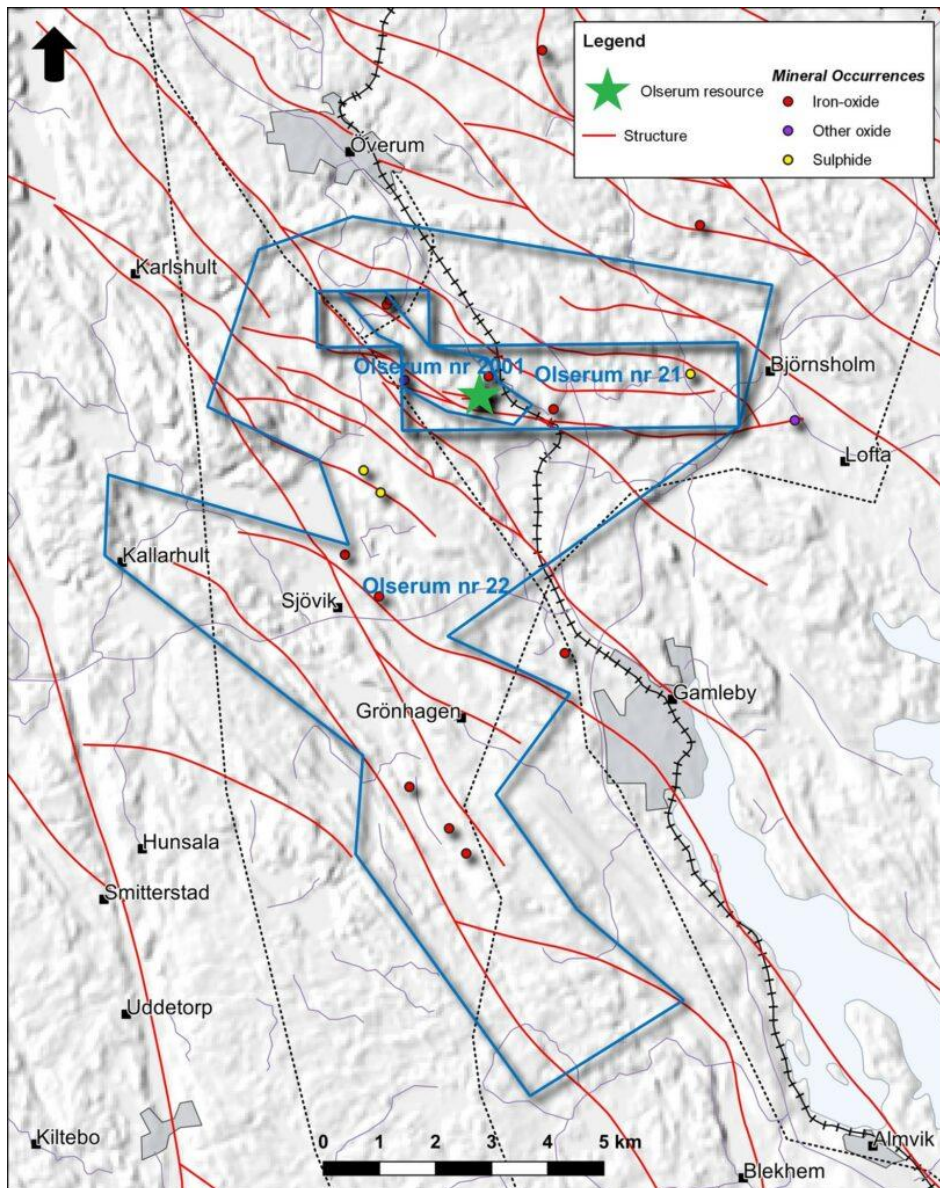 Legend
Olserum resource
Structure
Mineral Occurrences
Iron-oxide
Other oxide
Sulphide
Överum
Karlshult
Björnsholm
Olserum nr 2001
Olserum nr 21
Lofta
Kallarhult
Olserum nr 22
Sjövik
Gamleby
Grönhagen
Hunsala
Smitterstad
Uddetorp
Kiltebo
0 1 2 3 4 5 km
Almvik
Blekhem